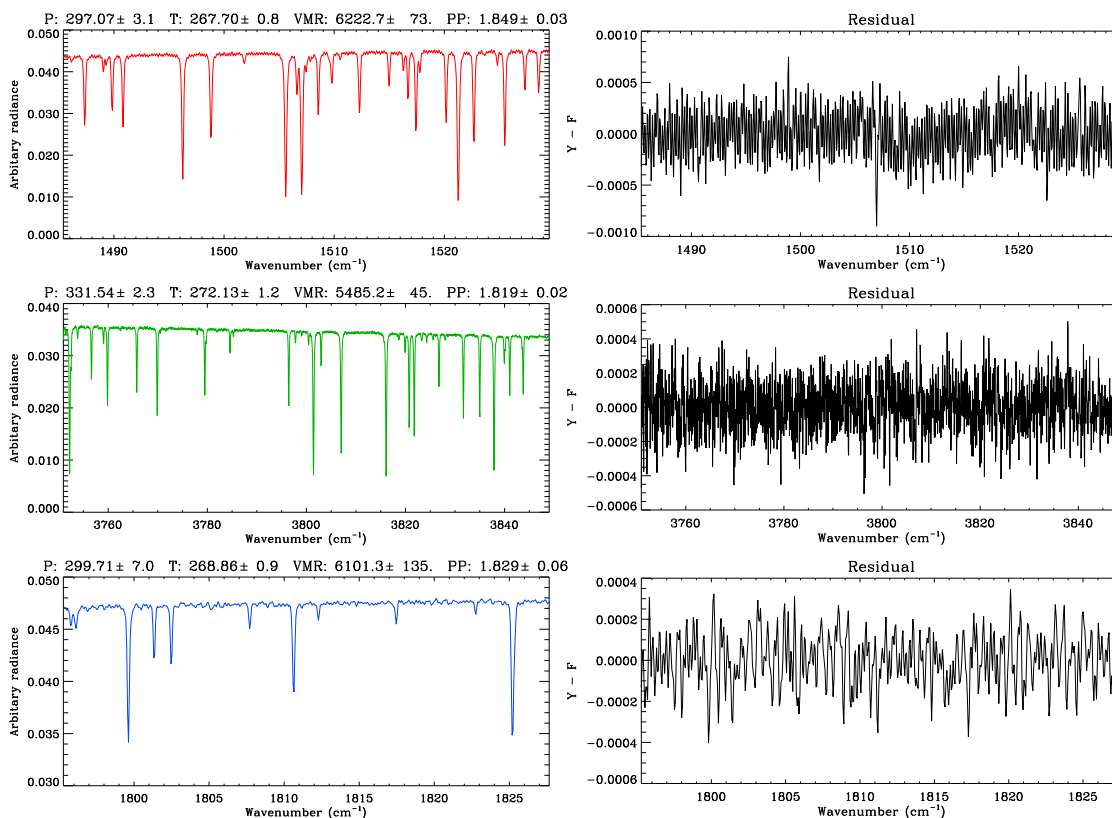 P: 297.07± 3.1 T: 267.70± 0.8 VMR: 6222.7± 73. PP: 1.849± 0.03
Residual
0.050
0.040
0.030
0.020
0.010
0.000
Arbitary radiance
1490 1500 1510 1520
Wavenumber (cm⁻¹)
0.0010
0.0005
0.0000
−0.0005
−0.0010
Y − F
1490 1500 1510 1520
Wavenumber (cm⁻¹)
P: 331.54± 2.3 T: 272.13± 1.2 VMR: 5485.2± 45. PP: 1.819± 0.02
Residual
0.040
0.030
0.020
0.010
0.000
Arbitary radiance
3760 3780 3800 3820 3840
Wavenumber (cm⁻¹)
0.0006
0.0004
0.0002
0.0000
−0.0002
−0.0004
−0.0006
Y − F
3760 3780 3800 3820 3840
Wavenumber (cm⁻¹)
P: 299.71± 7.0 T: 268.86± 0.9 VMR: 6101.3± 135. PP: 1.829± 0.06
Residual
0.050
0.045
0.040
0.035
0.030
Arbitary radiance
1800 1805 1810 1815 1820 1825
Wavenumber (cm⁻¹)
0.0004
0.0002
0.0000
−0.0002
−0.0004
−0.0006
Y − F
1800 1805 1810 1815 1820 1825
Wavenumber (cm⁻¹)